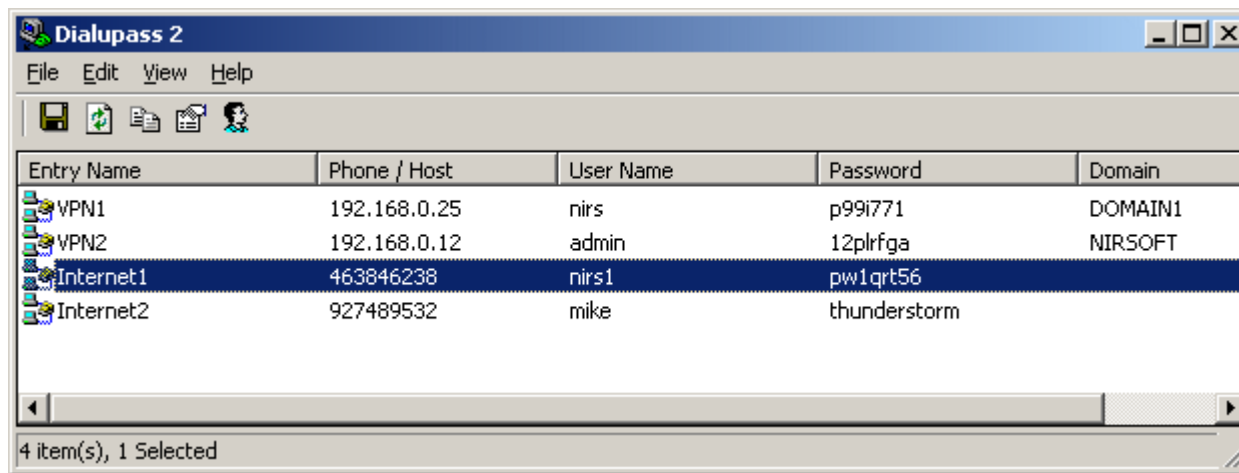 Dialupass 2
File Edit View Help
Entry Name Phone / Host User Name Password Domain
VPN1 192.168.0.25 nirs p99i771 DOMAIN1
VPN2 192.168.0.12 admin 12plrfga NIRSOFT
Internet1 463846238 nirs1 pw1qrt56
Internet2 927489532 mike thunderstorm
4 item(s), 1 Selected